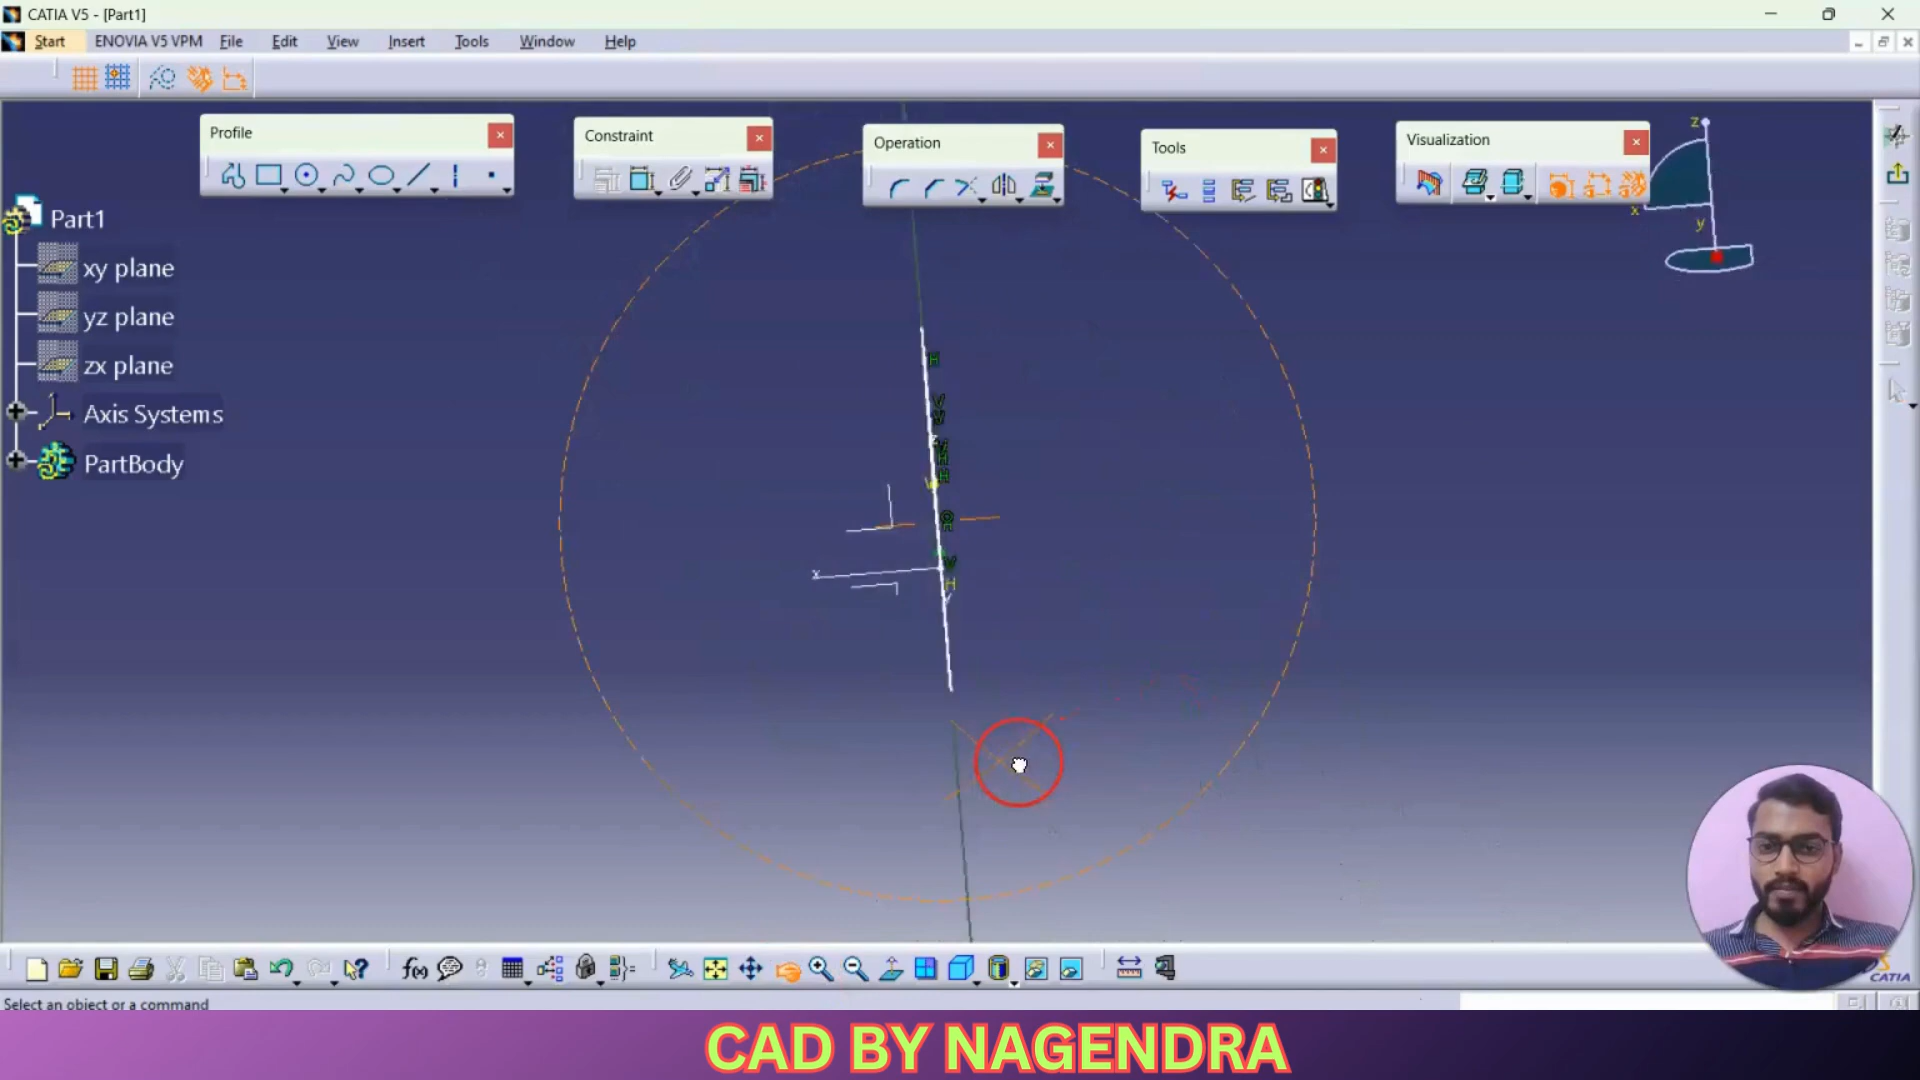 CATIA V5 - [Part1]
Start ENOVIA V5 VPM File Edit View Insert Tools Window Help
Profile
Constraint
Operation
Tools
Visualization
z
x
y
Part1
xy plane
yz plane
zx plane
Axis Systems
PartBody
H
V
H
H
x
V
H
f(x)
CATIA
Select an object or a command
CAD BY NAGENDRA